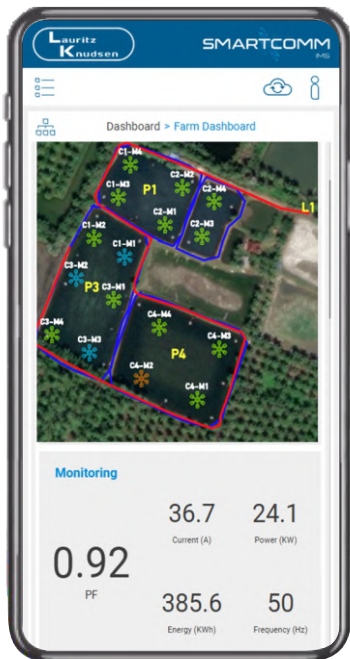 Lauritz
Knudsen
SMARTCOMM
iMS
Dashboard > Farm Dashboard
C1-M4
C2-M2
C1-M3
P1
C2-M4
L1
C2-M1
C1-M2
C2-M3
C1-M1
C3-M2
P3
C3-M1
C3-M4
C4-M4
C4-M3
C3-M3
P4
C4-M2
C4-M1
Monitoring
36.7
24.1
Current (A)
Power (KW)
0.92
PF
385.6
50
Energy (KWh)
Frequency (Hz)